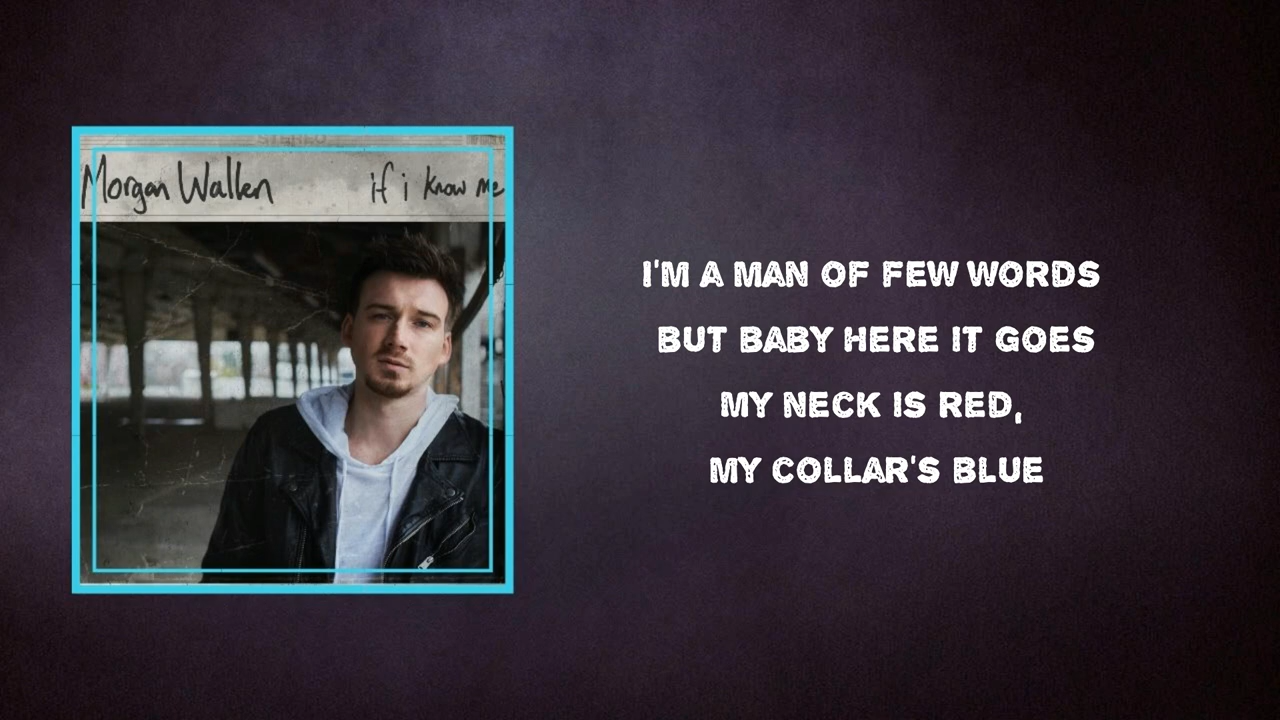 STEREO
Morgan Wallen if i know me
I'M A MAN OF FEW WORDS
BUT BABY HERE IT GOES
MY NECK IS RED,
MY COLLAR'S BLUE